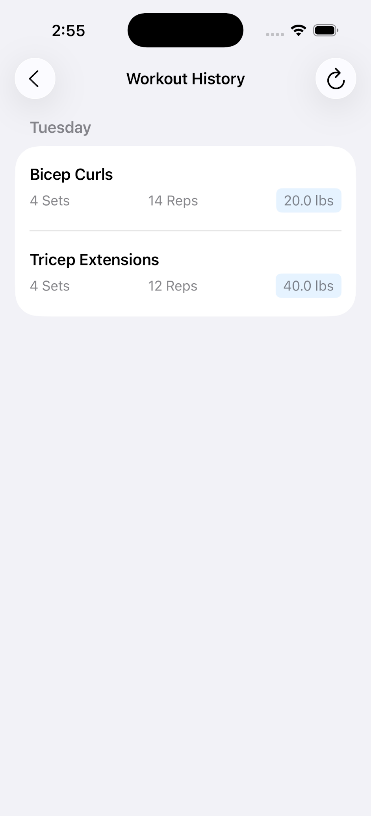 2:55
Workout History
Tuesday
Bicep Curls
4 Sets 14 Reps 20.0 lbs
Tricep Extensions
4 Sets 12 Reps 40.0 lbs